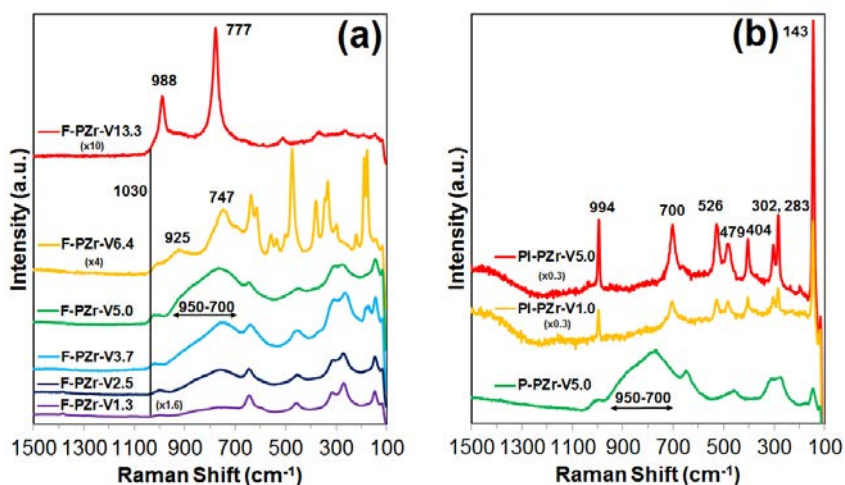 (a)
777
988
F-PZr-V13.3
(x10)
1030
747
925
F-PZr-V6.4
(x4)
F-PZr-V5.0
950-700
F-PZr-V3.7
F-PZr-V2.5
F-PZr-V1.3
(x1.6)
Intensity (a.u.)
1500 1300 1100 900 700 500 300 100
Raman Shift (cm⁻¹)
(b)
143
994
700
526
302, 283
479
404
PI-PZr-V5.0
(x0.3)
PI-PZr-V1.0
(x0.3)
P-PZr-V5.0
950-700
Intensity (a.u.)
1500 1300 1100 900 700 500 300 100
Raman Shift (cm⁻¹)